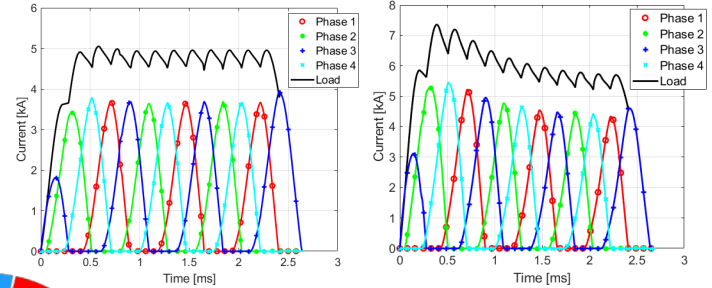 6
5
4
3
2
1
0
Current [kA]
0
0.5
1
1.5
2
2.5
3
Time [ms]
Phase 1
Phase 2
Phase 3
Phase 4
Load
8
7
6
5
4
3
2
1
0
Current [kA]
0
0.5
1
1.5
2
2.5
3
Time [ms]
Phase 1
Phase 2
Phase 3
Phase 4
Load